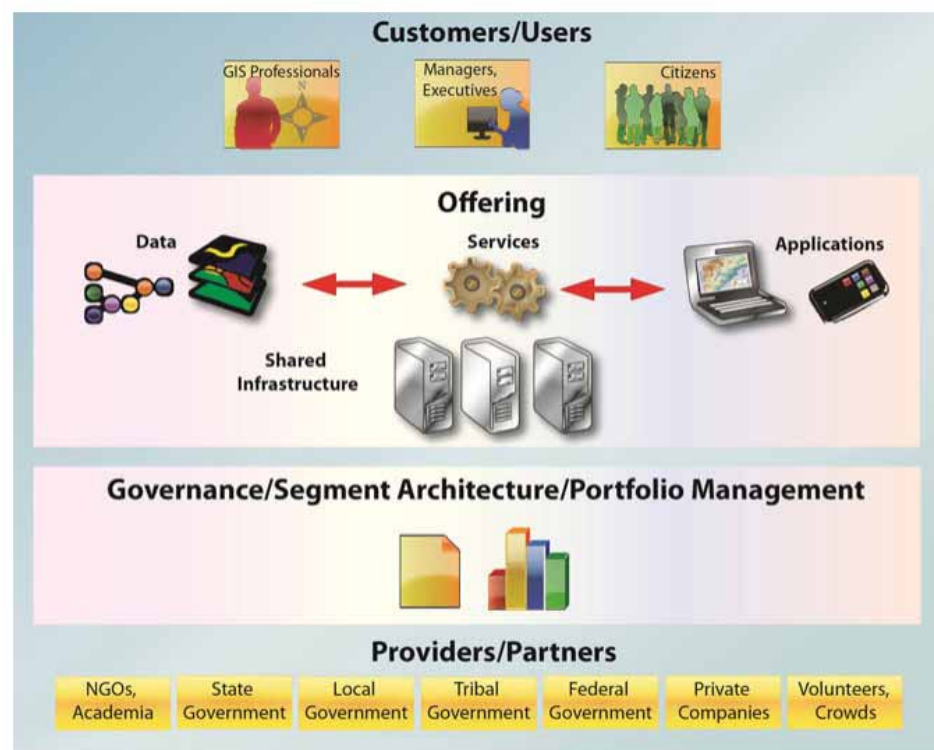 Customers/Users
GIS Professionals
N
Managers,
Executives
Citizens
Offering
Data
Services
Applications
Shared
Infrastructure
Governance/Segment Architecture/Portfolio Management
Providers/Partners
NGOs,
Academia
State
Government
Local
Government
Tribal
Government
Federal
Government
Private
Companies
Volunteers,
Crowds